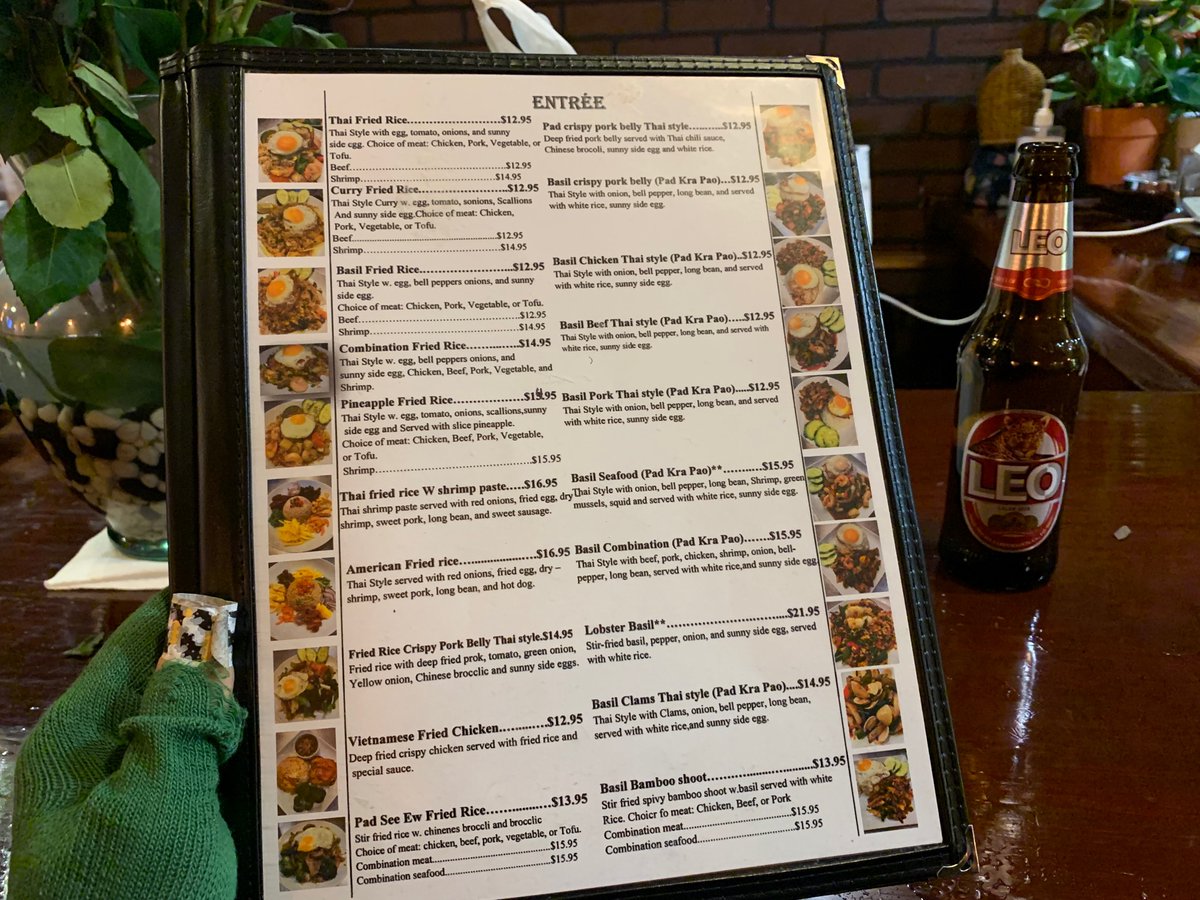 ENTRÉE
Thai Fried Rice...........................$12.95
Thai Style with egg, tomato, onions, and sunny
side egg. Choice of meat: Chicken, Pork, Vegetable, or
Tofu.
Beef..............................................$12.95
Shrimp..........................................$14.95
Curry Fried Rice........................$12.95
Thai Style Curry w. egg, tomato, sonions, Scallions
And sunny side egg.Choice of meat: Chicken,
Pork, Vegetable, or Tofu.
Beef..............................................$12.95
Shrimp..........................................$14.95
Basil Fried Rice.........................$12.95
Thai Style w. egg, bell peppers onions, and sunny
side egg.
Choice of meat: Chicken, Pork, Vegetable, or Tofu.
Beef..............................................$12.95
Shrimp..........................................$14.95
Combination Fried Rice.............$14.95
Thai Style w. egg, bell peppers onions, and
sunny side egg, Chicken, Beef, Pork, Vegetable, and
Shrimp.
Pineapple Fried Rice....................$14.95
Thai Style w. egg, tomato, onions, scallions,sunny
side egg and Served with slice pineapple.
Choice of meat: Chicken, Beef, Pork, Vegetable,
or Tofu.
Shrimp..........................................$15.95
Thai fried rice W shrimp paste.....$16.95
Thai shrimp paste served with red onions, fried egg, dry
shrimp, sweet pork, long bean, and sweet sausage.
American Fried rice.....................$16.95
Thai Style served with red onions, fried egg, dry –
shrimp, sweet pork, long bean, and hot dog.
Fried Rice Crispy Pork Belly Thai style.$14.95
Fried rice with deep fried prok, tomato, green onion,
Yellow onion, Chinese brocclic and sunny side eggs.
Vietnamese Fried Chicken...........$12.95
Deep fried crispy chicken served with fried rice and
special sauce.
Pad See Ew Fried Rice...............$13.95
Stir fried rice w. chinenes broccli and brocclic
Choice of meat: chicken, beef, pork, vegetable, or Tofu.
Combination meat.............................$15.95
Combination seafood.........................$15.95
Pad crispy pork belly Thai style..........$12.95
Deep fried pork belly served with Thai chili sauce,
Chinese brocoli, sunny side egg and white rice.
Basil crispy pork belly (Pad Kra Pao)...$12.95
Thai Style with onion, bell pepper, long bean, and served
with white rice, sunny side egg.
Basil Chicken Thai style (Pad Kra Pao)..$12.95
Thai Style with onion, bell pepper, long bean, and served
with white rice, sunny side egg.
Basil Beef Thai style (Pad Kra Pao).....$12.95
Thai Style with onion, bell pepper, long bean, and served with
white rice, sunny side egg.
Basil Pork Thai style (Pad Kra Pao).....$12.95
Thai Style with onion, bell pepper, long bean, and served
with white rice, sunny side egg.
Basil Seafood (Pad Kra Pao)**...........$15.95
Thai Style with onion, bell pepper, long bean, Shrimp, green
mussels, squid and served with white rice, sunny side egg.
Basil Combination (Pad Kra Pao).......$15.95
Thai Style with beef, pork, chicken, shrimp, onion, bell-
pepper, long bean, served with white rice,and sunny side egg
Lobster Basil**...............................$21.95
Stir-fried basil, pepper, onion, and sunny side egg, served
with white rice.
Basil Clams Thai style (Pad Kra Pao)....$14.95
Thai Style with Clams, onion, bell pepper, long bean,
served with white rice,and sunny side egg.
Basil Bamboo shoot.........................$13.95
Stir fried spivy bamboo shoot w.basil served with white
Rice. Choicr fo meat: Chicken, Beef, or Pork
Combination meat.............................$15.95
Combination seafood.........................$15.95
LEO
LEO